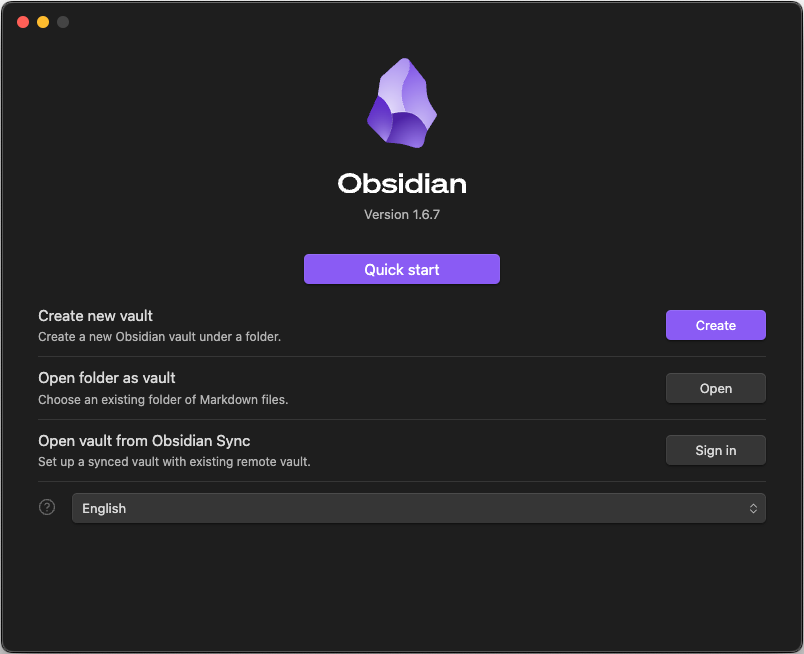 Obsidian
Version 1.6.7
Quick start
Create new vault
Create a new Obsidian vault under a folder.
Create
Open folder as vault
Choose an existing folder of Markdown files.
Open
Open vault from Obsidian Sync
Set up a synced vault with existing remote vault.
Sign in
?
English